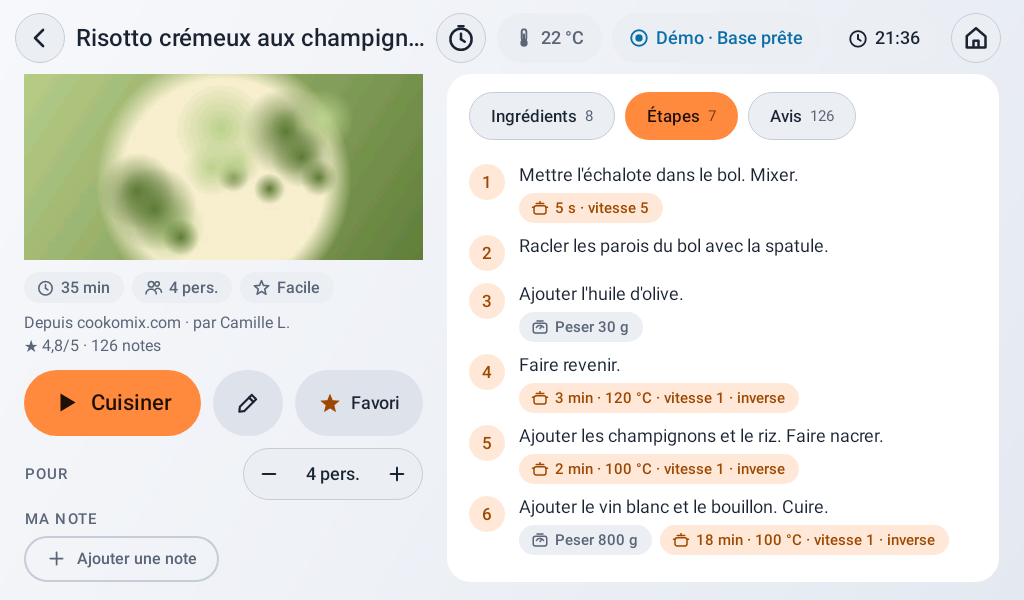 Risotto crémeux aux champign…
22 °C
Démo · Base prête
21:36
35 min
4 pers.
Facile
Depuis cookomix.com · par Camille L.
★ 4,8/5 · 126 notes
Cuisiner
Favori
POUR
4 pers.
MA NOTE
Ajouter une note
Ingrédients 8
Étapes 7
Avis 126
1 Mettre l'échalote dans le bol. Mixer.
5 s · vitesse 5
2 Racler les parois du bol avec la spatule.
3 Ajouter l'huile d'olive.
Peser 30 g
4 Faire revenir.
3 min · 120 °C · vitesse 1 · inverse
5 Ajouter les champignons et le riz. Faire nacrer.
2 min · 100 °C · vitesse 1 · inverse
6 Ajouter le vin blanc et le bouillon. Cuire.
Peser 800 g
18 min · 100 °C · vitesse 1 · inverse